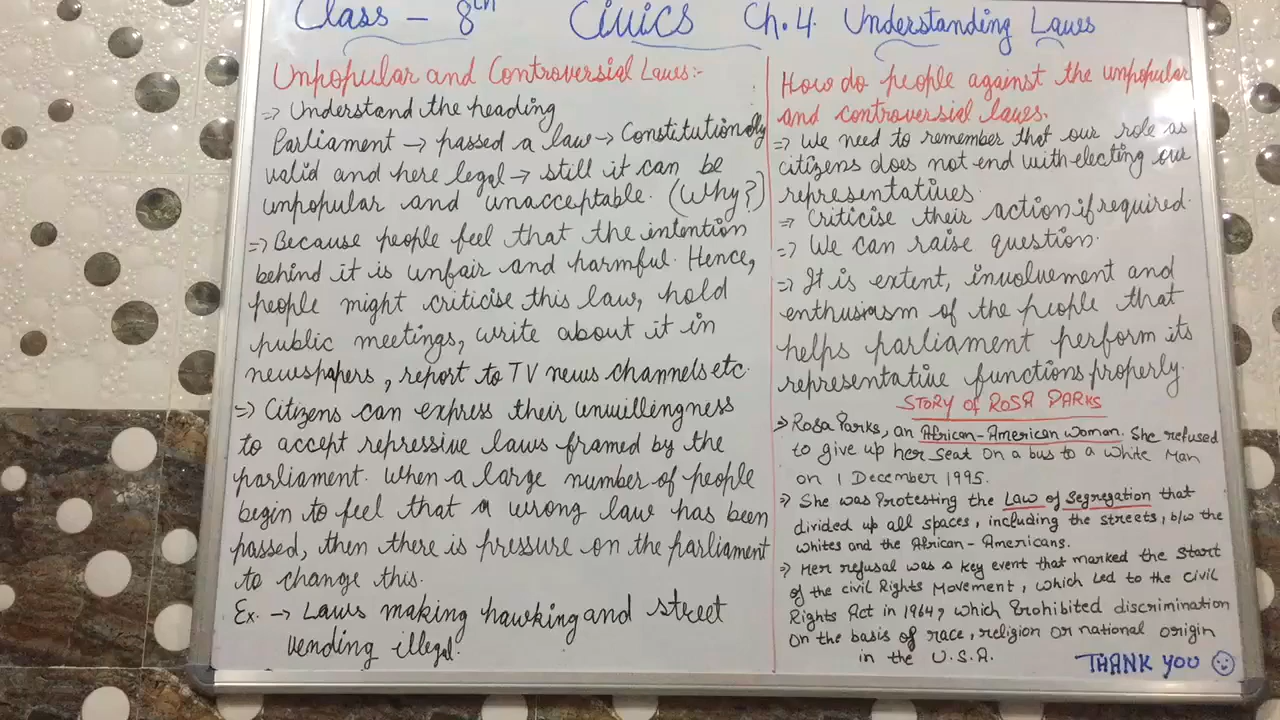 Class - 8th Civics Ch.4. Understanding Laws
Unpopular and Controversial Laws:-
=> Understand the heading
Parliament → passed a law → Constitutionally
valid and here legal → still it can be
unpopular and unacceptable. (Why?)
=> Because people feel that the intention
behind it is unfair and harmful. Hence,
people might criticise this law, hold
public meetings, write about it in
newspapers, report to TV news channels etc.
=> Citizens can express their unwillingness
to accept repressive laws framed by the
parliament. When a large number of people
begin to feel that a wrong law has been
passed, then there is pressure on the parliament
to change this.
Ex. → Laws making hawking and street
vending illegal.
How do people against the unpopular
and controversial laws.
=> We need to remember that our role as
citizens does not end with electing our
representatives.
=> Criticise their action if required.
=> We can raise question.
=> It is extent, involvement and
enthusiasm of the people that
helps parliament perform its
representative functions properly.
STORY of ROSA PARKS
=> Rosa Parks, an African-American woman. She refused
to give up her seat on a bus to a white Man
on 1 December 1995.
=> She was Protesting the Law of Segregation that
divided up all spaces, including the streets, b/w the
whites and the African-Americans.
=> Her refusal was a key event that marked the Start
of the civil Rights Movement, which Led to the Civil
Rights Act in 1964, which Prohibited discrimination
on the basis of race, religion or national origin
in the U.S.A.
THANK YOU ☺